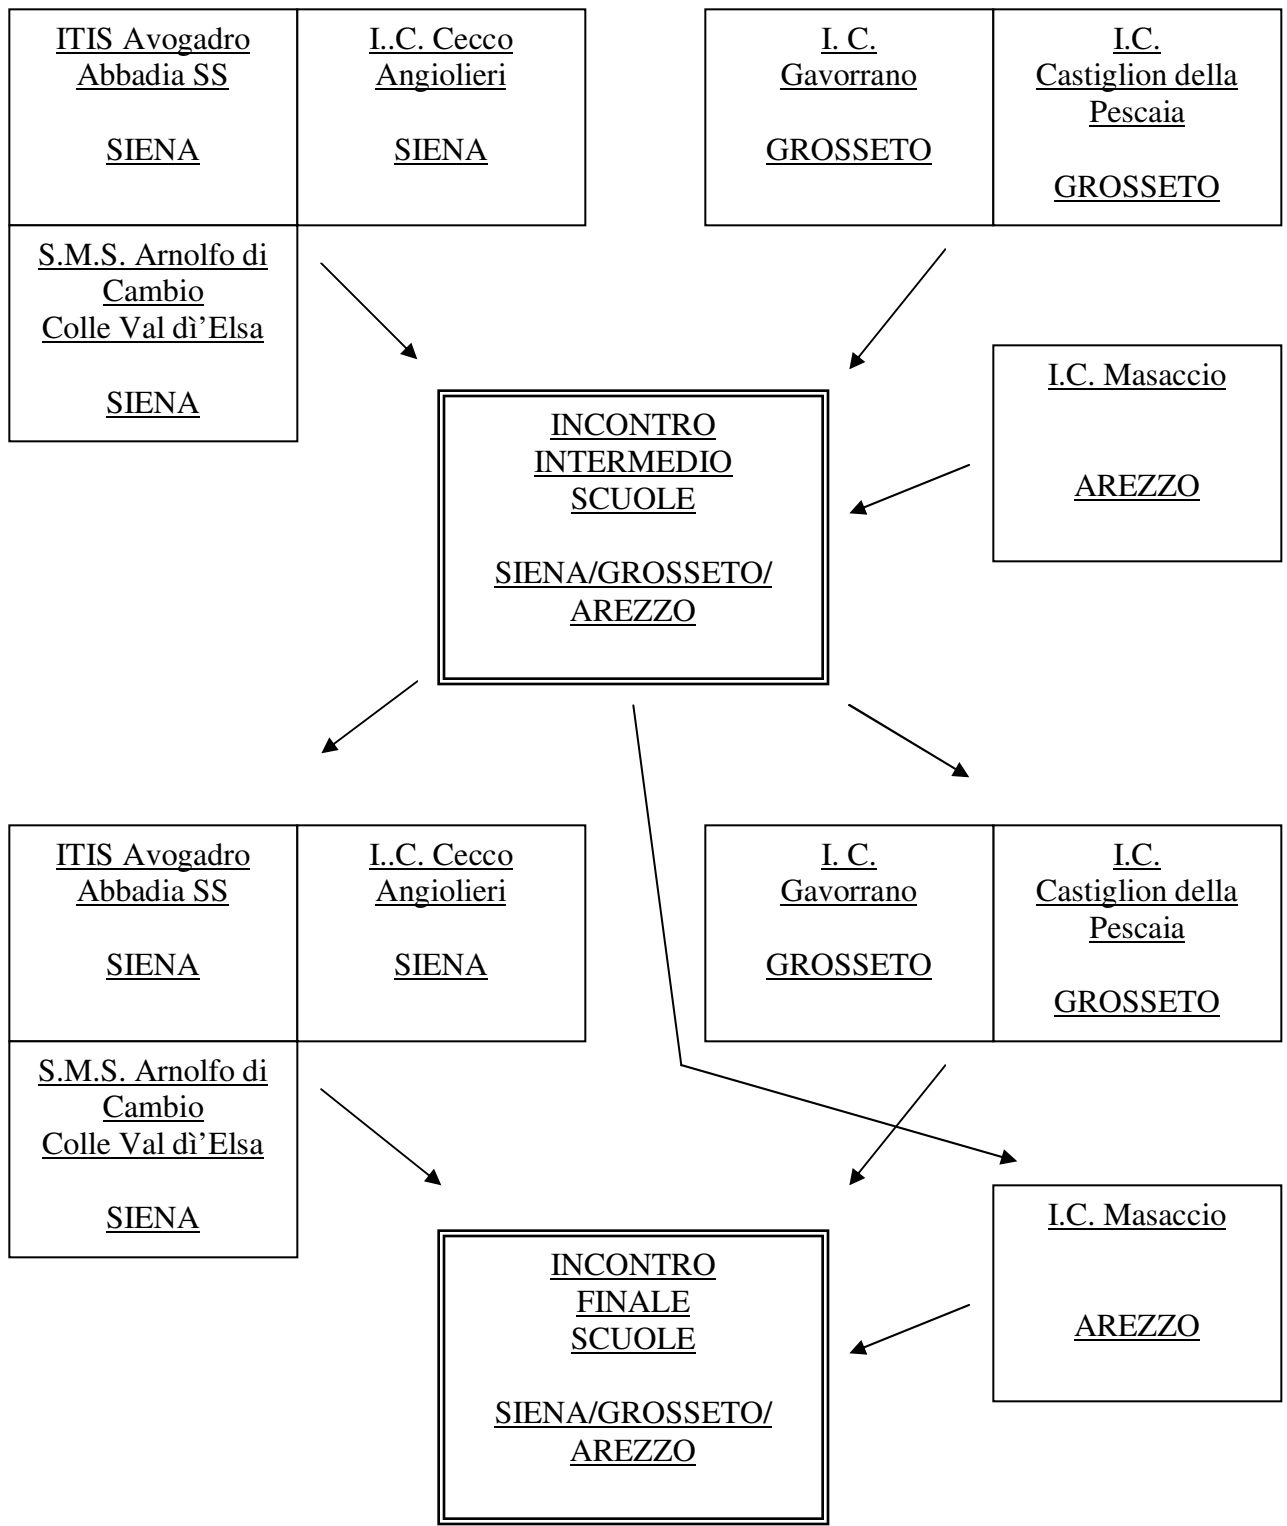 ITIS Avogadro
Abbadia SS
SIENA
I..C. Cecco
Angiolieri
SIENA
I. C.
Gavorrano
GROSSETO
I.C.
Castiglion della
Pescaia
GROSSETO
S.M.S. Arnolfo di
Cambio
Colle Val dì’Elsa
SIENA
I.C. Masaccio
AREZZO
INCONTRO
INTERMEDIO
SCUOLE
SIENA/GROSSETO/
AREZZO
ITIS Avogadro
Abbadia SS
SIENA
I..C. Cecco
Angiolieri
SIENA
I. C.
Gavorrano
GROSSETO
I.C.
Castiglion della
Pescaia
GROSSETO
S.M.S. Arnolfo di
Cambio
Colle Val dì’Elsa
SIENA
I.C. Masaccio
AREZZO
INCONTRO
FINALE
SCUOLE
SIENA/GROSSETO/
AREZZO